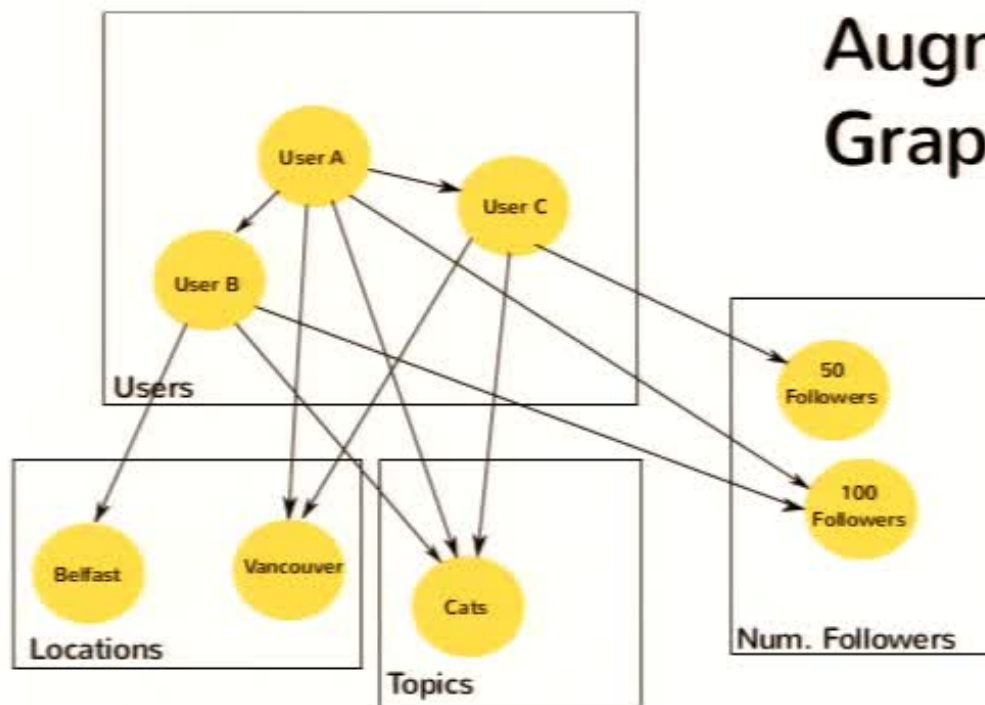 Augr
Grap
User A
User C
User B
Users
50
Followers
100
Followers
Belfast
Vancouver
Cats
Locations
Topics
Num. Followers